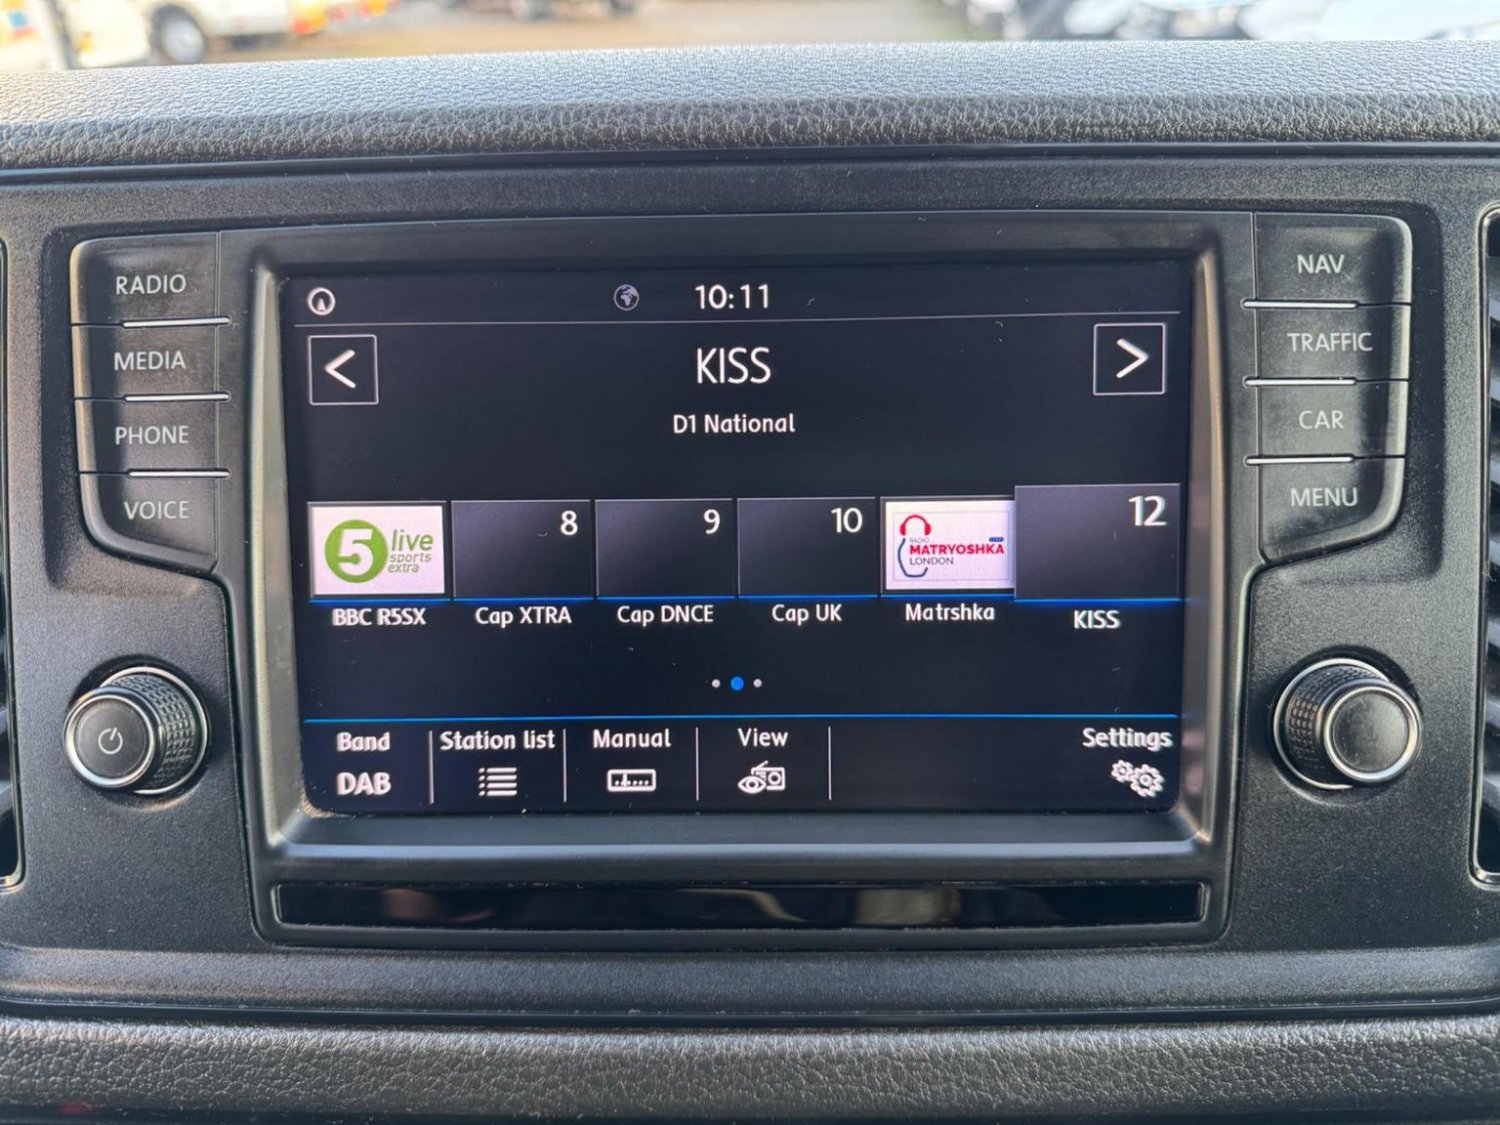 RADIO
MEDIA
PHONE
VOICE
10:11
KISS
D1 National
5 live
sports
extra
8
9
10
RADIO
MATRYOSHKA
LONDON
12
BBC R5SX
Cap XTRA
Cap DNCE
Cap UK
Matrshka
KISS
Band
DAB
Station list
Manual
View
Settings
NAV
TRAFFIC
CAR
MENU